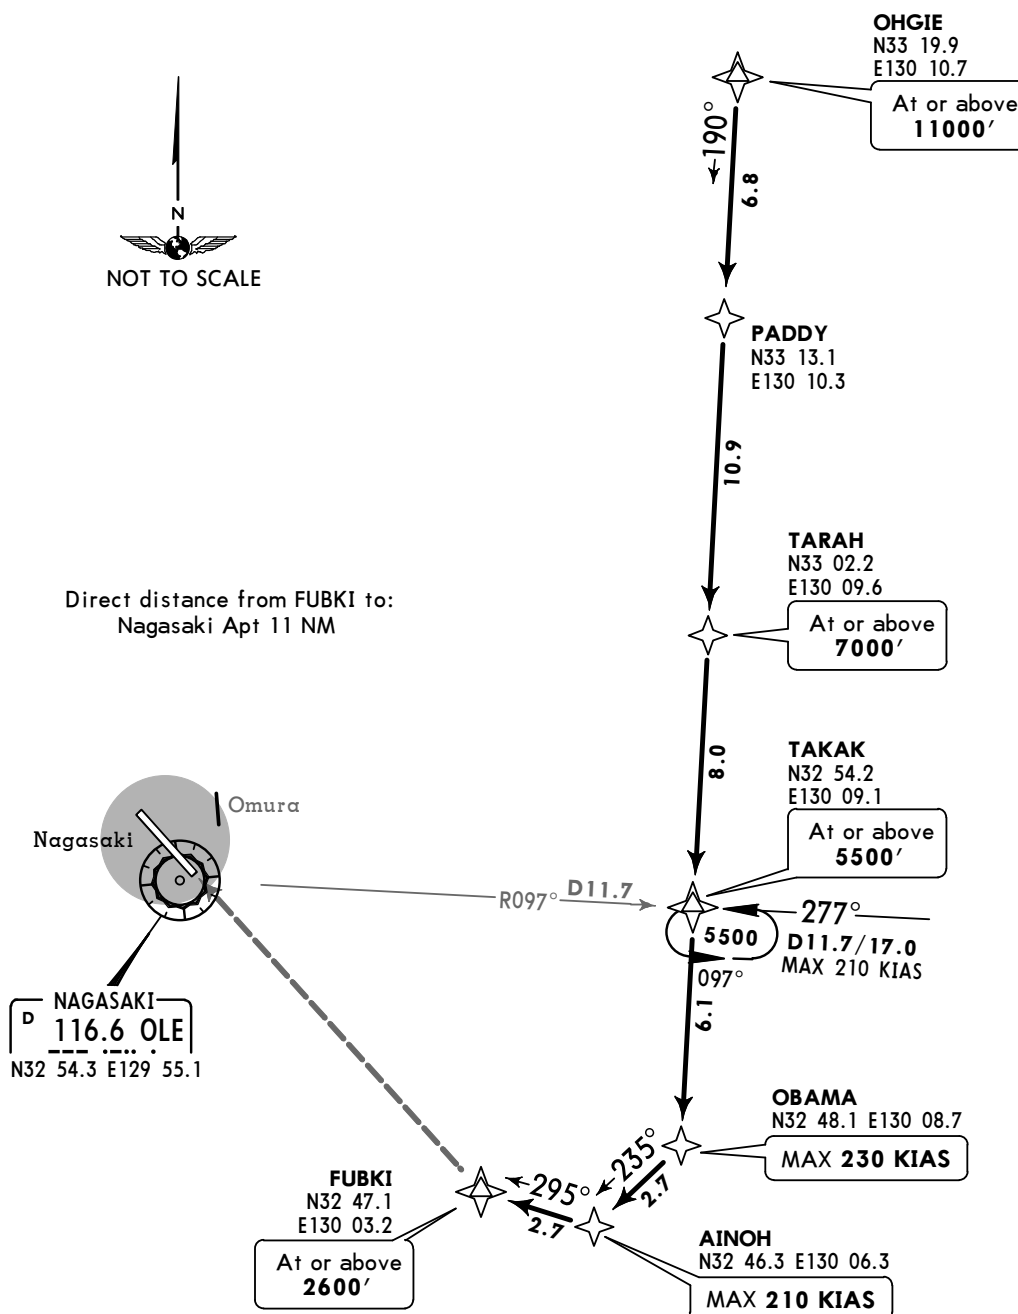 OHGIE
N33 19.9
E130 10.7
At or above
11000′
190°
6.8
N
NOT TO SCALE
PADDY
N33 13.1
E130 10.3
10.9
TARAH
N33 02.2
E130 09.6
At or above
7000′
Direct distance from FUBKI to:
Nagasaki Apt 11 NM
8.0
TAKAK
N32 54.2
E130 09.1
At or above
5500′
Omura
Nagasaki
R097° D11.7
277°
5500
D11.7/17.0
MAX 210 KIAS
097°
6.1
NAGASAKI
D 116.6 OLE
N32 54.3 E129 55.1
OBAMA
N32 48.1 E130 08.7
MAX 230 KIAS
235°
2.7
FUBKI
N32 47.1
E130 03.2
At or above
2600′
295°
2.7
AINOH
N32 46.3 E130 06.3
MAX 210 KIAS